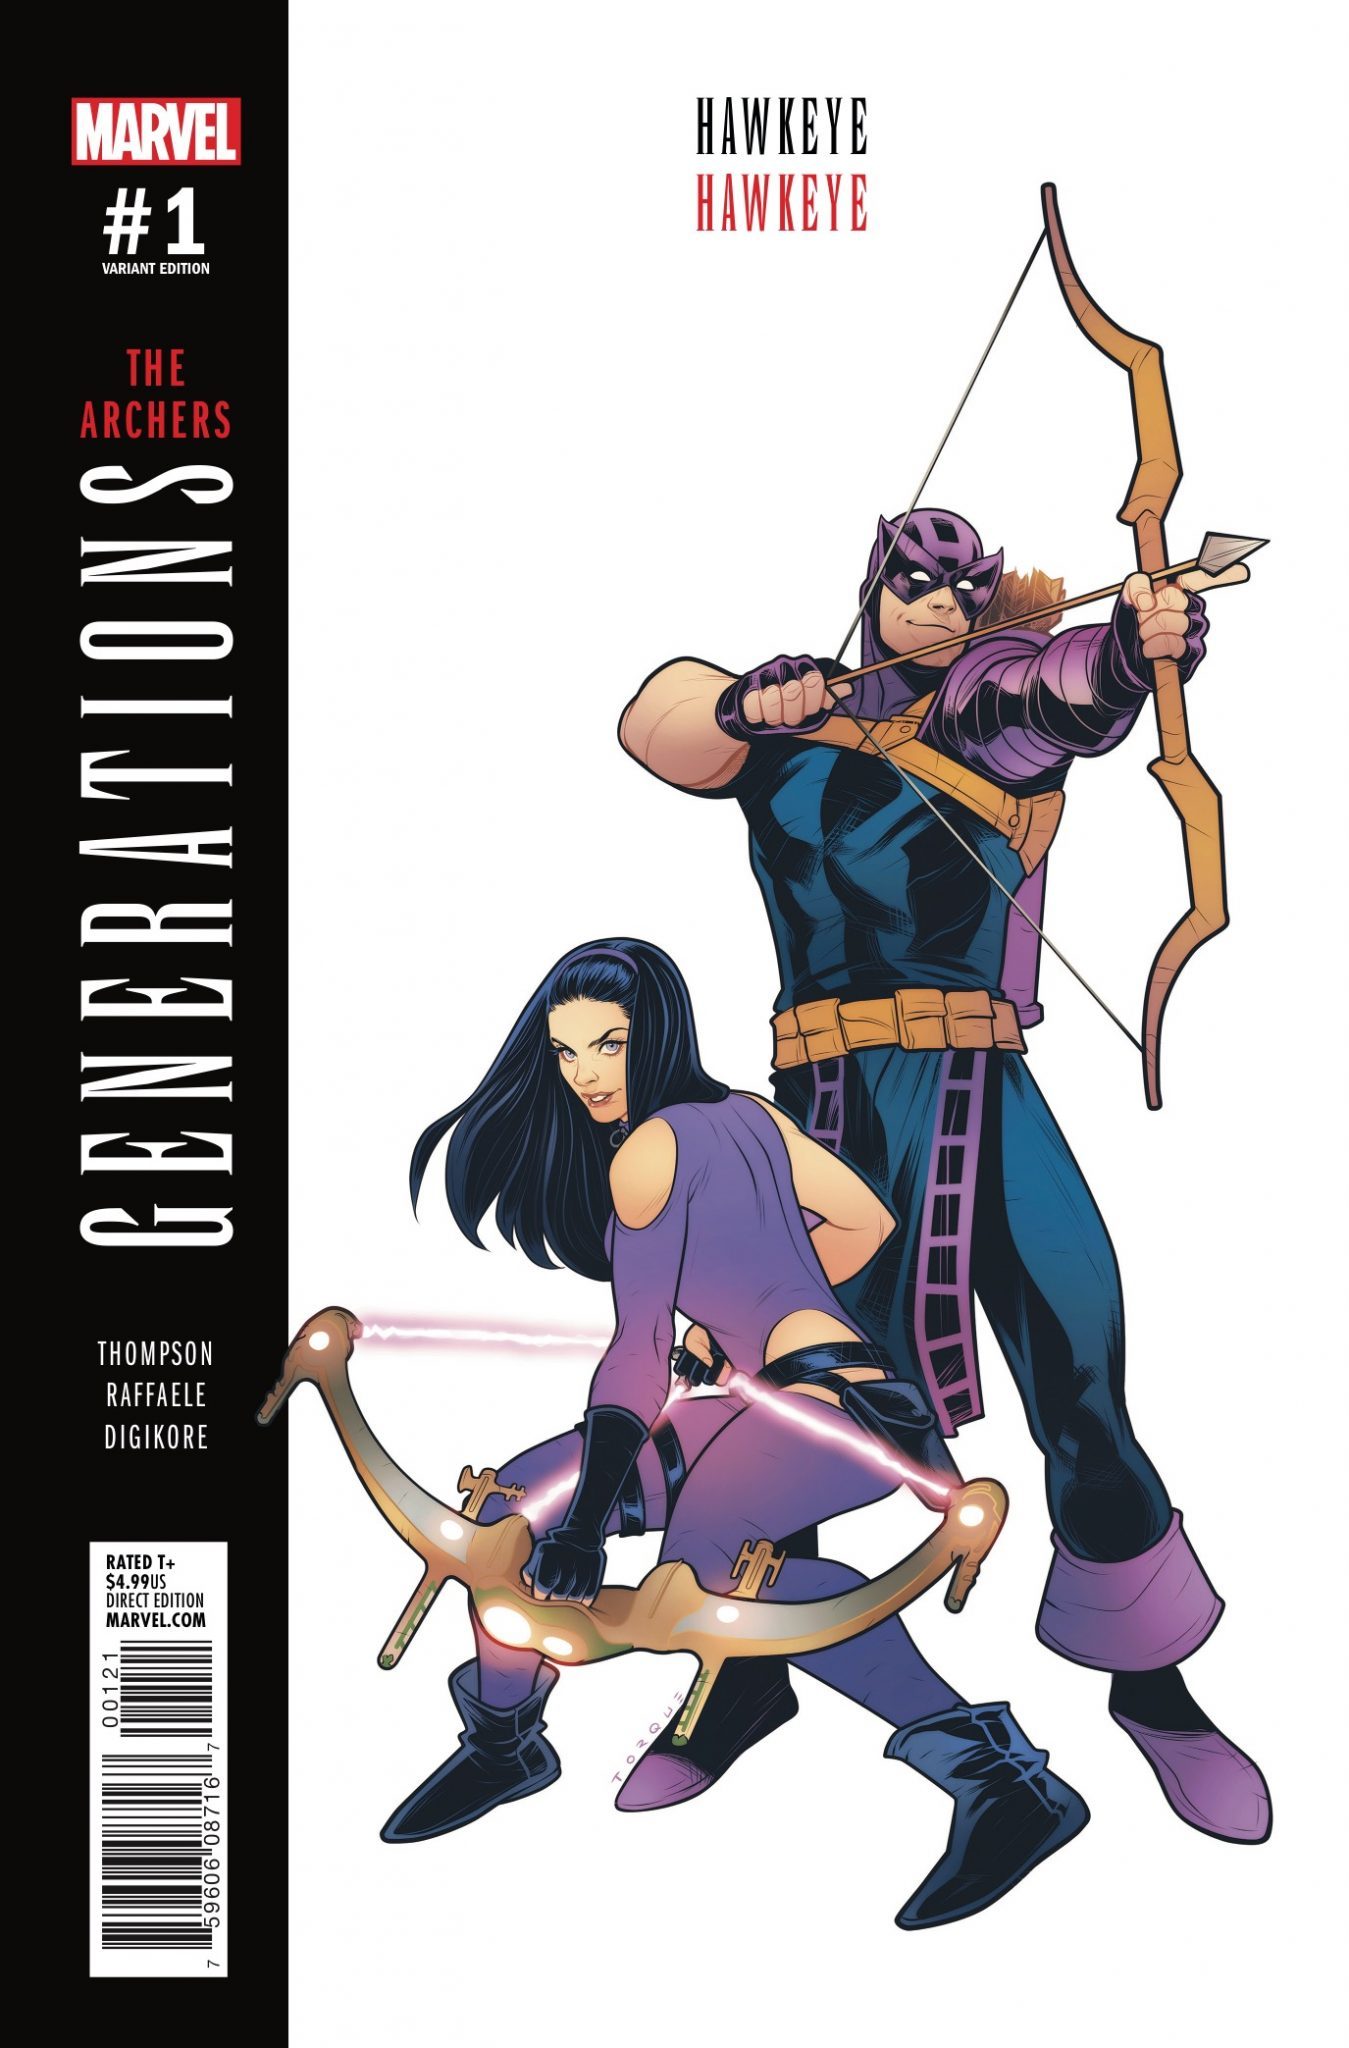 MARVEL
#1
VARIANT EDITION
THE
ARCHERS
GENERATIONS
THOMPSON
RAFFAELE
DIGIKORE
RATED T+
$4.99US
DIRECT EDITION
MARVEL.COM
00121
7 59606 08716 7
HAWKEYE
HAWKEYE
TORQUE